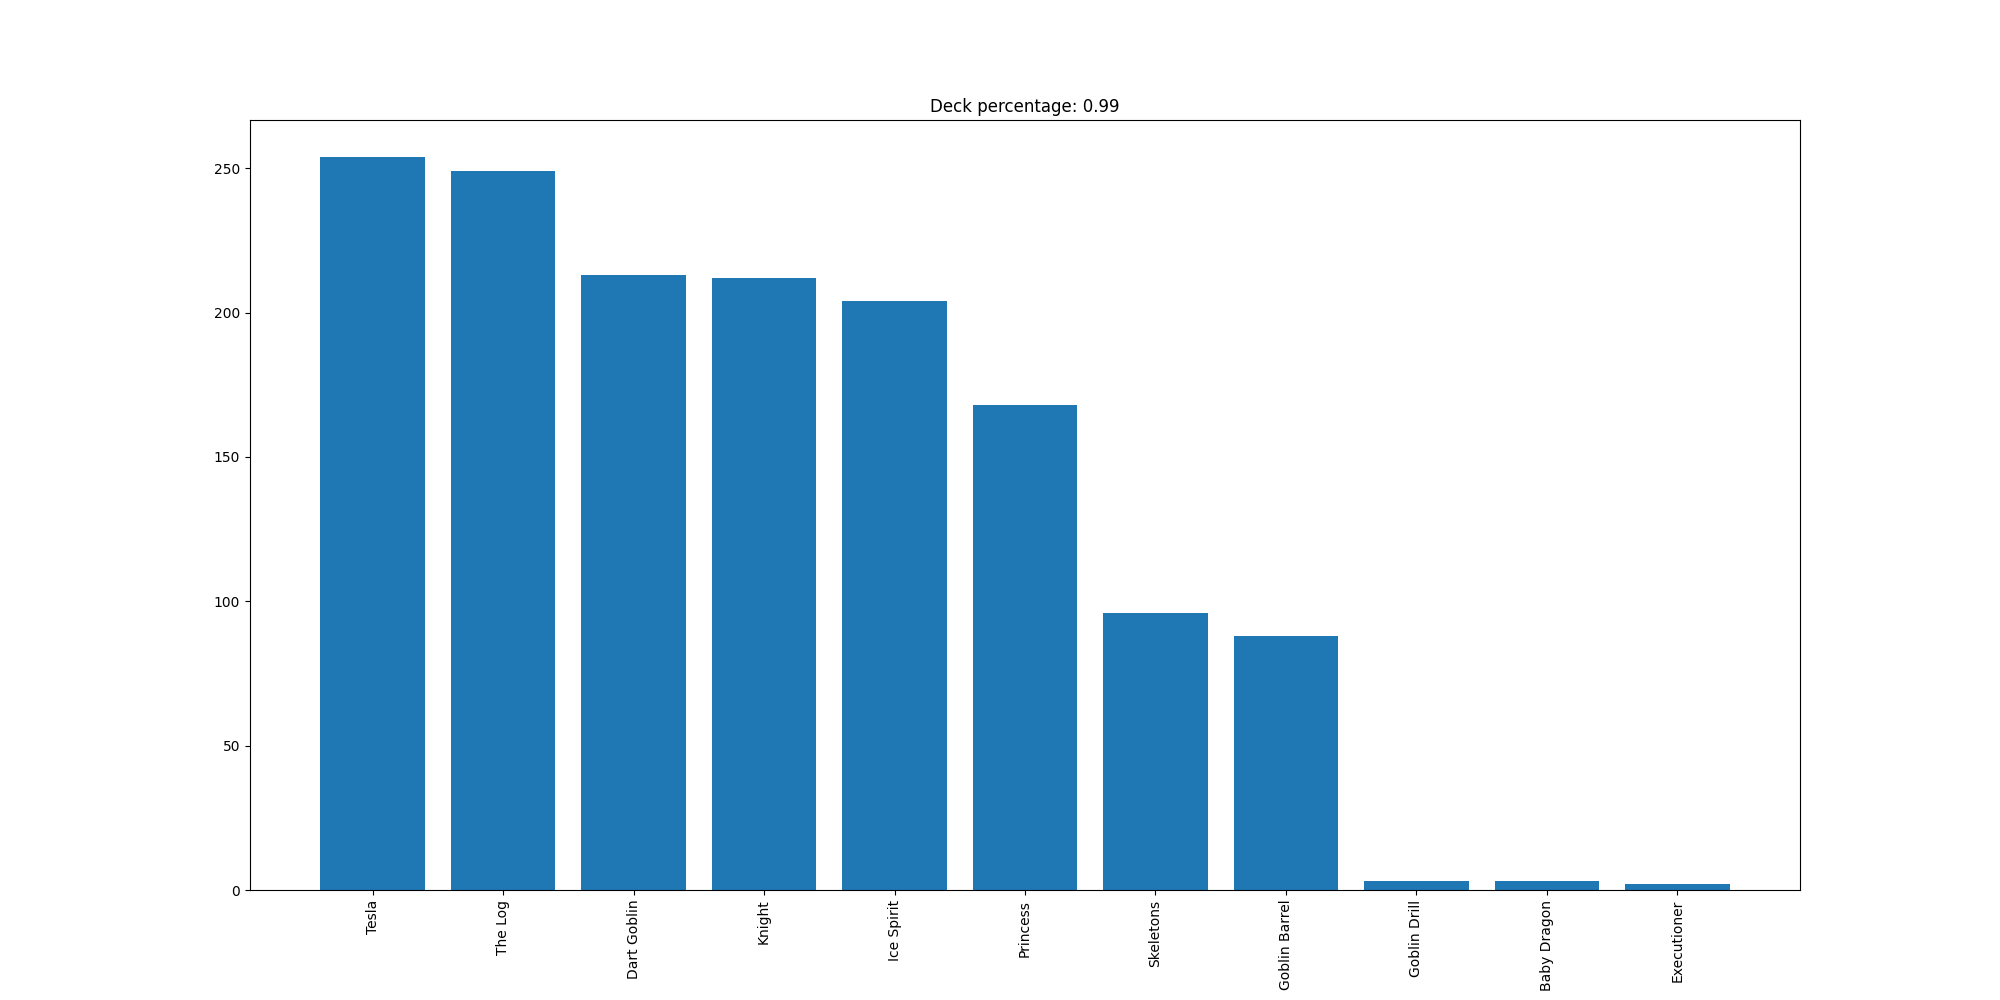 Deck percentage: 0.99
250
200
150
100
50
0
Tesla
The Log
Dart Goblin
Knight
Ice Spirit
Princess
Skeletons
Goblin Barrel
Goblin Drill
Baby Dragon
Executioner